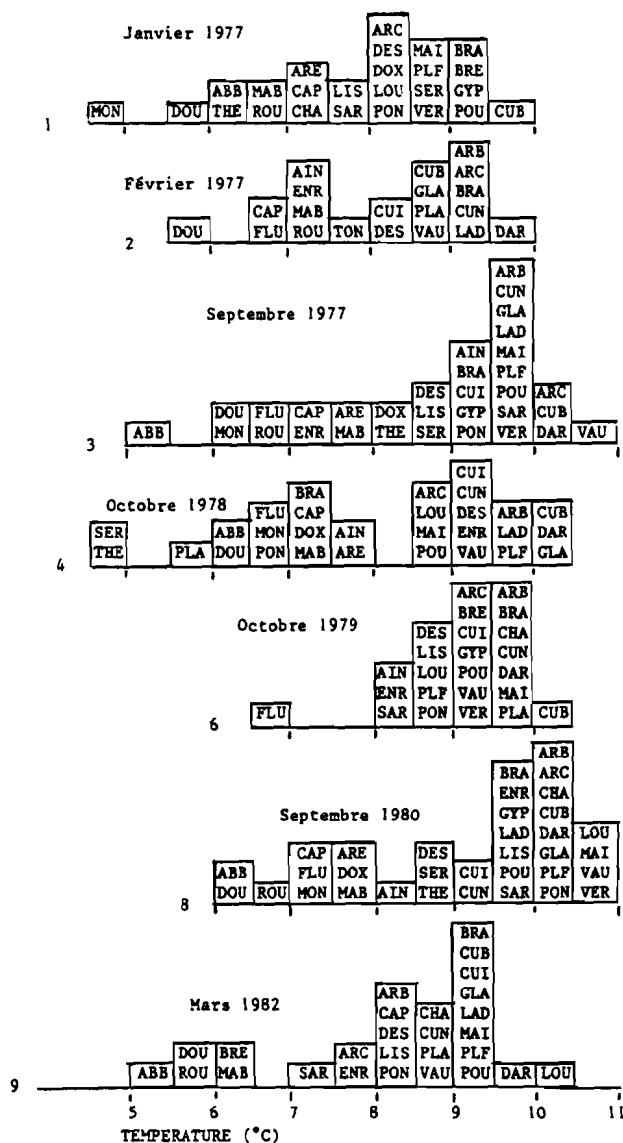 Janvier 1977
ARC
DES MAI BRA
ARE DOX PLF BRE
ABB MAB CAP LIS LOU SER GYP
MON DOU THE ROU CHA SAR PON VER POU CUB
1
Février 1977
ARB
AIN CUB ARC
ENR GLA BRA
CAP MAB CUI PLA CUN
DOU FLU ROU TON DES VAU LAD DAR
2
Septembre 1977
ARB
CUN
GLA
LAD
AIN MAI
BRA PLF
DES CUI POU ARC
DOU FLU CAP ARE DOX LIS GYP SAR CUB
ABB MON ROU ENR MAB THE SER PON VER DAR VAU
3
Octobre 1978
CUI
BRA ARC CUN
FLU CAP LOU DES ARB CUB
SER ABB MON DOX AIN MAI ENR LAD DAR
THE PLA DOU PON MAB ARE POU VAU PLF GLA
4
Octobre 1979
ARC ARB
BRE BRA
DES CUI CHA
LIS GYP CUN
AIN LOU POU DAR
ENR PLF VAU MAI
FLU SAR PON VER PLA CUB
6
Septembre 1980
ARB
BRA ARC
ENR CHA
GYP CUB
LAD DAR LOU
CAP ARE DES LIS GLA MAI
ABB FLU DOX SER CUI POU PLF VAU
DOU ROU MON MAB AIN THE CUN SAR PON VER
8
Mars 1982
BRA
CUB
CUI
ARB GLA
CAP CHA LAD
DES CUN MAI
DOU BRE ARC LIS PLA PLF
ABB ROU MAB SAR ENR PON VAU POU DAR LOU
9
5 6 7 8 9 10
TEMPERATURE (°C)